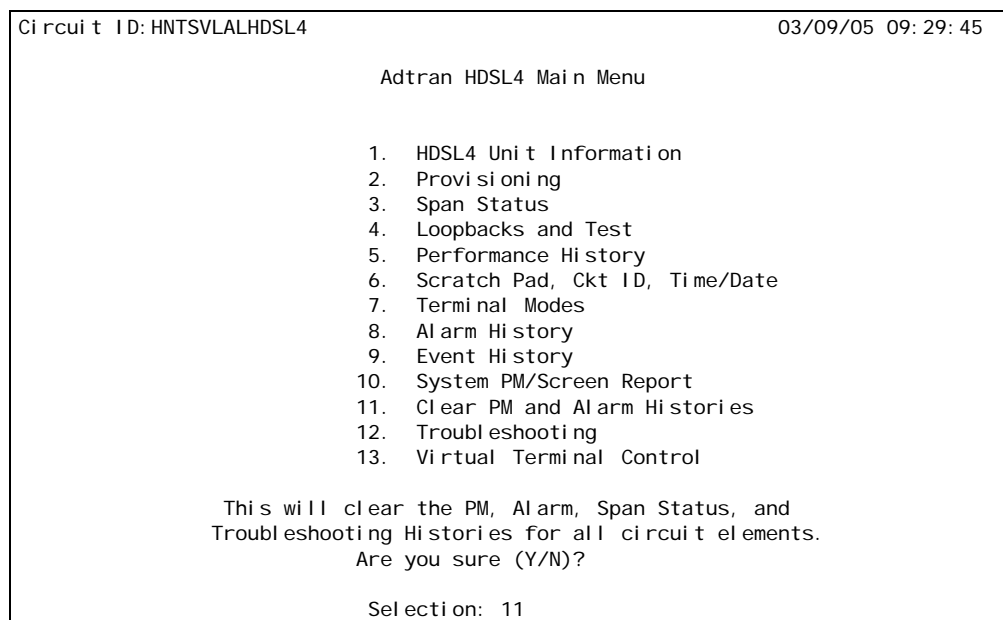 Circuit ID:HNTSVLALHDSL4 03/09/05 09:29:45
Adtran HDSL4 Main Menu
1. HDSL4 Unit Information
2. Provisioning
3. Span Status
4. Loopbacks and Test
5. Performance History
6. Scratch Pad, Ckt ID, Time/Date
7. Terminal Modes
8. Alarm History
9. Event History
10. System PM/Screen Report
11. Clear PM and Alarm Histories
12. Troubleshooting
13. Virtual Terminal Control
This will clear the PM, Alarm, Span Status, and
Troubleshooting Histories for all circuit elements.
Are you sure (Y/N)?
Selection: 11